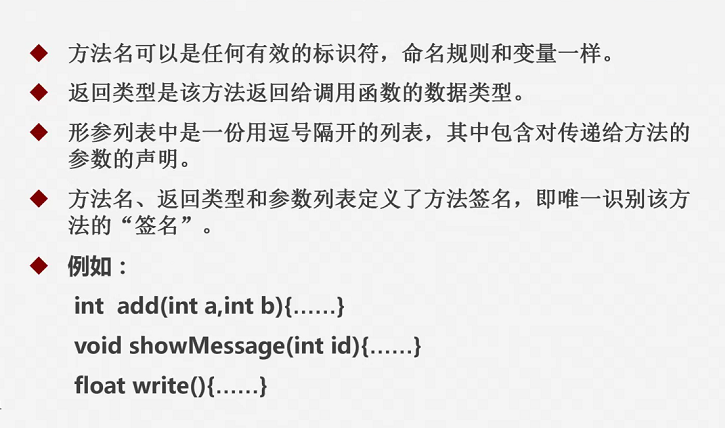 方法名可以是任何有效的标识符，命名规则和变量一样。
返回类型是该方法返回给调用函数的数据类型。
形参列表中是一份用逗号隔开的列表，其中包含对传递给方法的
参数的声明。
方法名、返回类型和参数列表定义了方法签名，即唯一识别该方
法的“签名”。
例如：
int  add(int a,int b){……}
void showMessage(int id){……}
float write(){……}